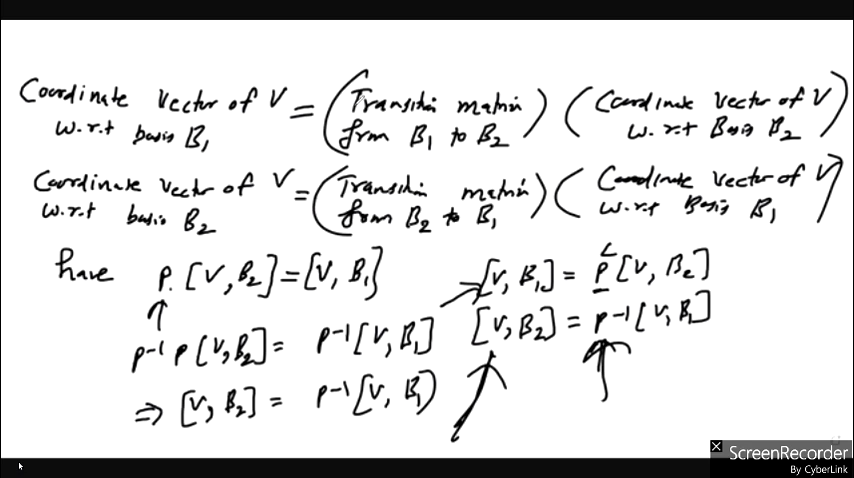 Coordinate vector of V = (Transition matrix) (Coordinate vector of V)
w.r.t basis B₁ from B₁ to B₂ w.r.t Basis B₂
Coordinate vector of V = (Transition matrix) (Coordinate vector of V)
w.r.t basis B₂ from B₂ to B₁ w.r.t Basis B₁
have P. [V, B₂] = [V, B₁]
P⁻¹ P [V, B₂] = P⁻¹ [V, B₁]
⇒ [V, B₂] = P⁻¹ [V, B₁)
→ [V, B₁] = P [V, B₂]
[V, B₂] = P⁻¹ [V, B₁]
ScreenRecorder
By CyberLink